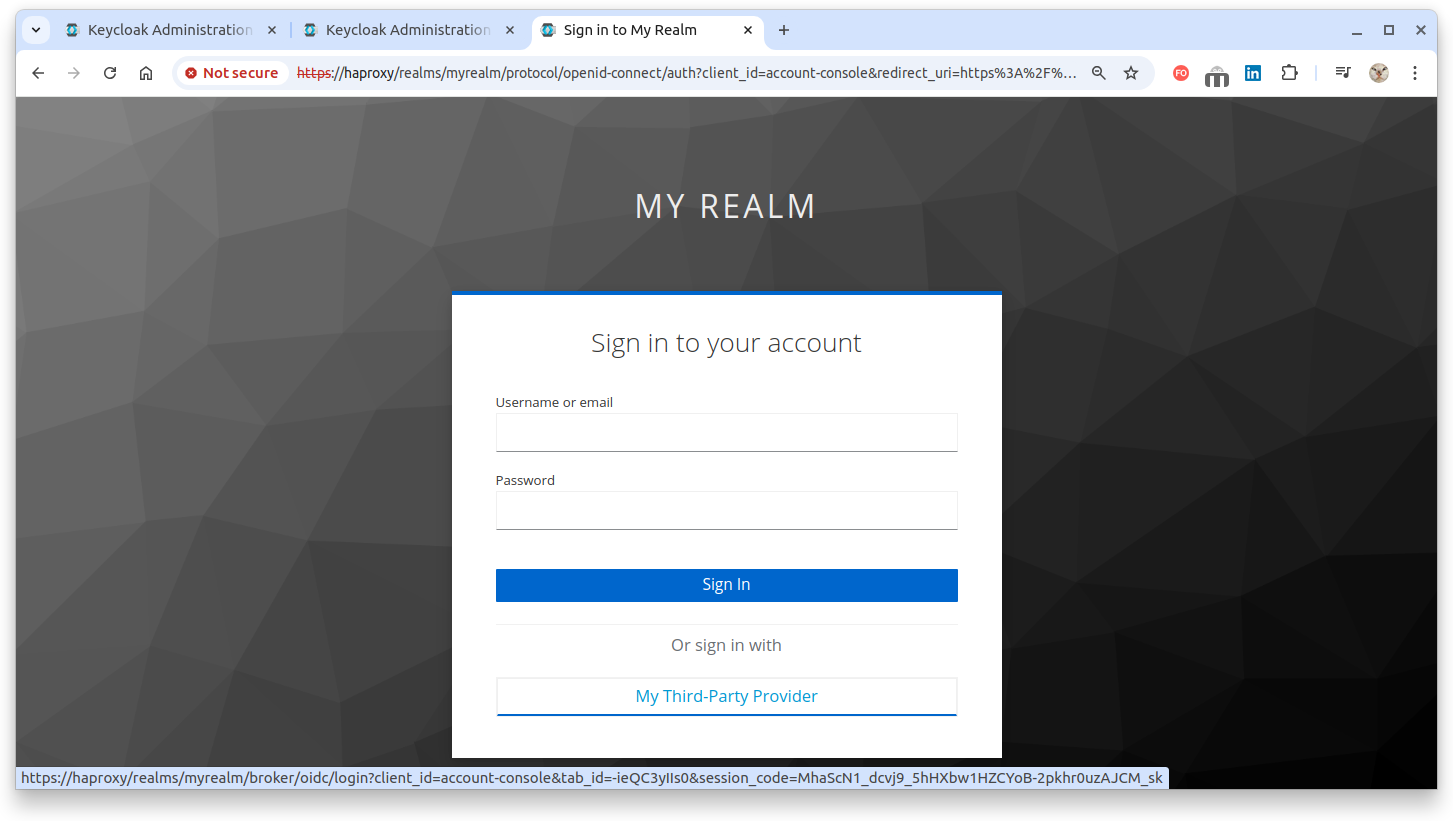 Keycloak Administration
Keycloak Administration
Sign in to My Realm
Not secure
https://haproxy/realms/myrealm/protocol/openid-connect/auth?client_id=account-console&redirect_uri=https%3A%2F%...
FO
in
MY REALM
Sign in to your account
Username or email
Password
Sign In
Or sign in with
My Third-Party Provider
https://haproxy/realms/myrealm/broker/oidc/login?client_id=account-console&tab_id=-ieQC3yIIs0&session_code=MhaScN1_dcvj9_5hHXbw1HZCYoB-2pkhr0uzAJCM_sk